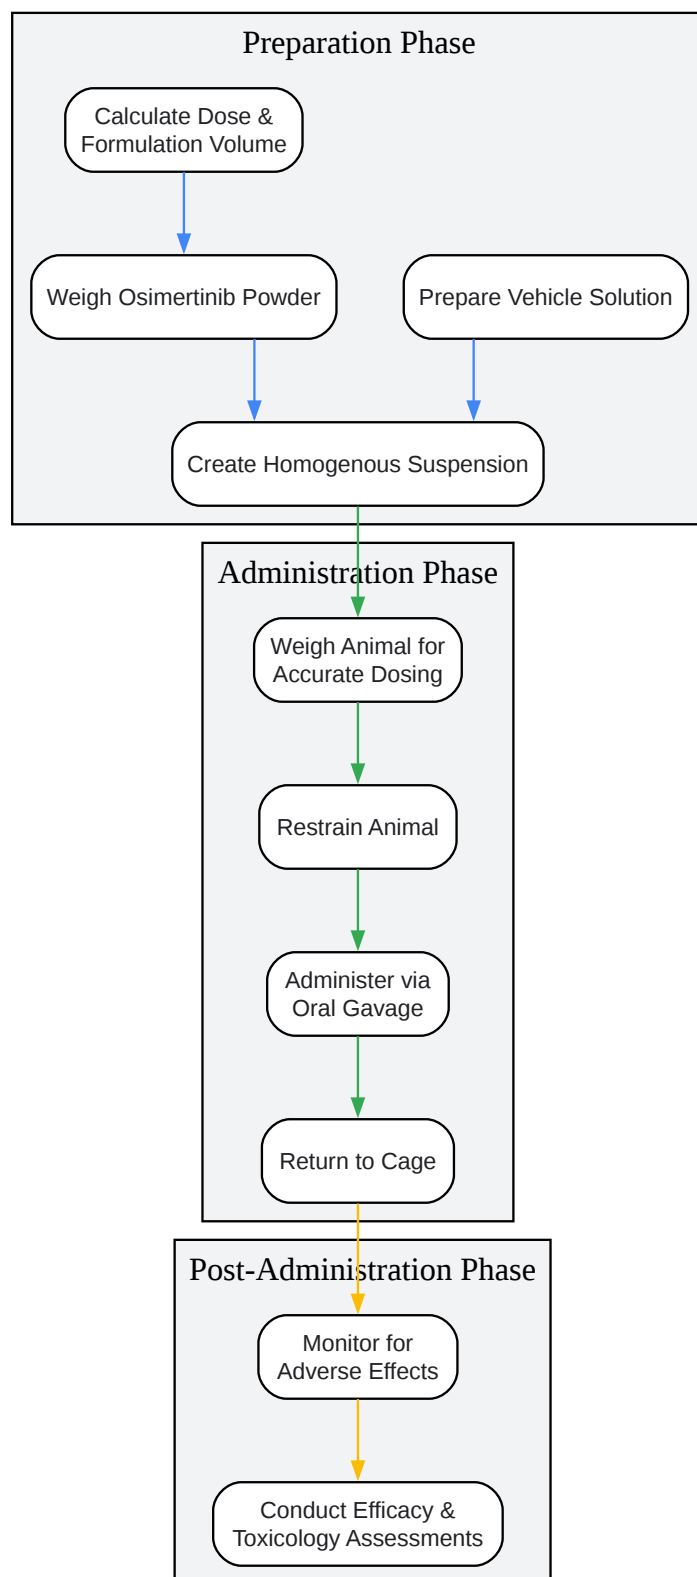 Preparation Phase
Calculate Dose &
Formulation Volume
Weigh Osimertinib Powder
Prepare Vehicle Solution
Create Homogenous Suspension
Administration Phase
Weigh Animal for
Accurate Dosing
Restrain Animal
Administer via
Oral Gavage
Return to Cage
Post-Administration Phase
Monitor for
Adverse Effects
Conduct Efficacy &
Toxicology Assessments